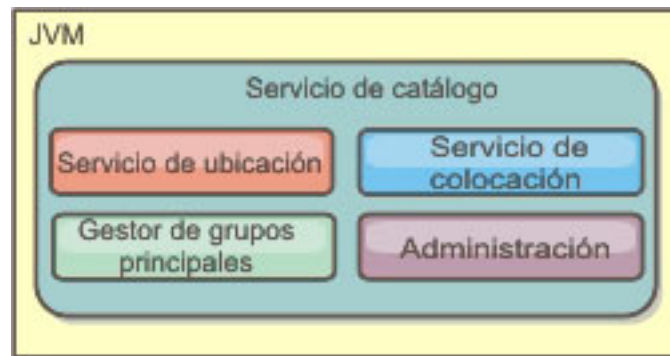 JVM
Servicio de catálogo
Servicio de ubicación
Servicio de
colocación
Gestor de grupos
principales
Administración